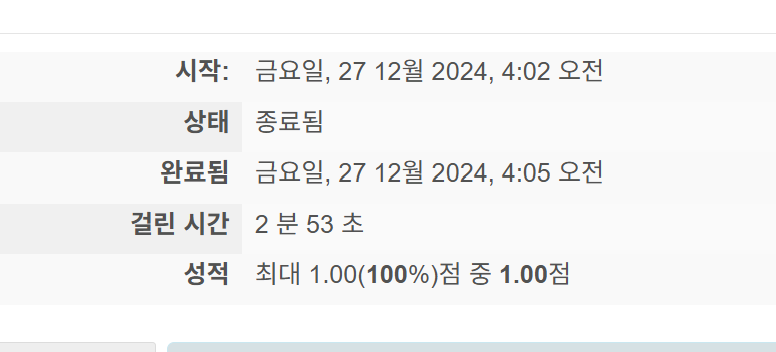 시작: 금요일, 27 12월 2024, 4:02 오전
상태 종료됨
완료됨 금요일, 27 12월 2024, 4:05 오전
걸린 시간 2 분 53 초
성적 최대 1.00(100%)점 중 1.00점